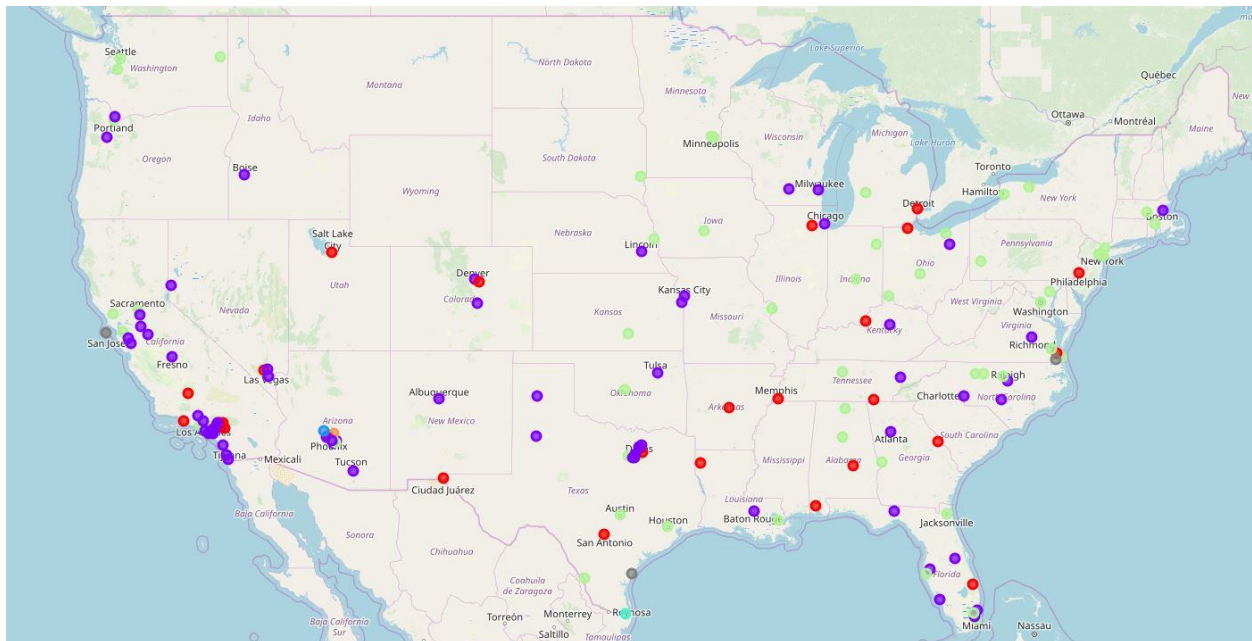 Québec
Seattle
Washington
Montana
North Dakota
Lake Superior
Minnesota
Ottawa
Montréal
Maine
New
Portland
Idaho
Oregon
Boise
Wyoming
South Dakota
Minneapolis
Wisconsin
Michigan
Lake Huron
Toronto
Hamilton
New York
Milwaukee
Detroit
Boston
Chicago
Iowa
Nebraska
Lincoln
Salt Lake
City
Utah
Nevada
Denver
Colorado
Pennsylvania
New York
Philadelphia
Ohio
Indiana
Illinois
Kansas City
Missouri
Kansas
Sacramento
San Jose
California
Fresno
West Virginia
Washington
Virginia
Richmond
Kentucky
Las Vegas
Tulsa
Oklahoma
Albuquerque
New Mexico
Arizona
Phoenix
Tucson
Los Angeles
Tijuana
Mexicali
Tennessee
Memphis
Arkansas
Raleigh
Charlotte
North Carolina
South Carolina
Atlanta
Georgia
Alabama
Mississippi
Dallas
Texas
Louisiana
Baton Rouge
Ciudad Juárez
Austin
Houston
San Antonio
Jacksonville
Florida
Miami
Nassau
Baja California
Sonora
Chihuahua
Coahuila
de Zaragoza
Baja California
Sur
Torreón
Monterrey
Saltillo
Reynosa
Tamaulipas